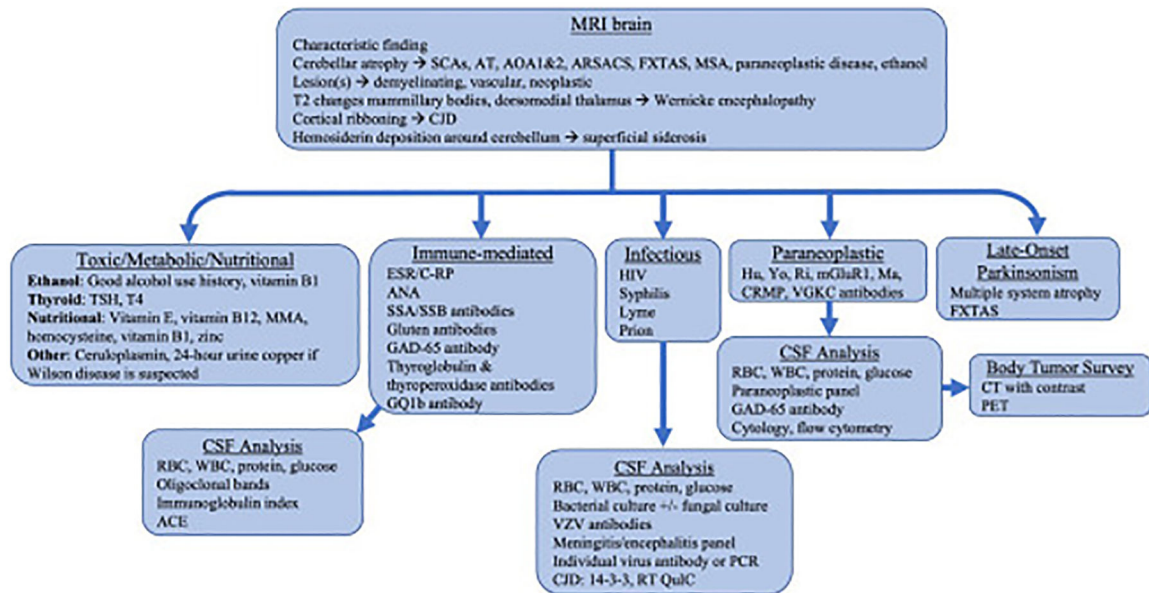 MRI brain
Characteristic finding
Cerebellar atrophy → SCAs, AT, AOA1&2, ARSACS, FXTAS, MSA, paraneoplastic disease, ethanol
Lesion(s) → demyelinating, vascular, neoplastic
T2 changes mammillary bodies, dorsomedial thalamus → Wernicke encephalopathy
Cortical ribboning → CJD
Hemosiderin deposition around cerebellum → superficial siderosis
Toxic/Metabolic/Nutritional
Ethanol: Good alcohol use history, vitamin B1
Thyroid: TSH, T4
Nutritional: Vitamin E, vitamin B12, MMA,
homocysteine, vitamin B1, zinc
Other: Ceruloplasmin, 24-hour urine copper if
Wilson disease is suspected
Immune-mediated
ESR/C-RP
ANA
SSA/SSB antibodies
Gluten antibodies
GAD-65 antibody
Thyroglobulin &
thyroperoxidase antibodies
GQ1b antibody
Infectious
HIV
Syphilis
Lyme
Prion
Paraneoplastic
Hu, Yo, Ri, mGluR1, Ma,
CRMP, VGKC antibodies
Late-Onset
Parkinsonism
Multiple system atrophy
FXTAS
CSF Analysis
RBC, WBC, protein, glucose
Oligoclonal bands
Immunoglobulin index
ACE
CSF Analysis
RBC, WBC, protein, glucose
Bacterial culture +/- fungal culture
VZV antibodies
Meningitis/encephalitis panel
Individual virus antibody or PCR
CJD: 14-3-3, RT QuIC
CSF Analysis
RBC, WBC, protein, glucose
Paraneoplastic panel
GAD-65 antibody
Cytology, flow cytometry
Body Tumor Survey
CT with contrast
PET